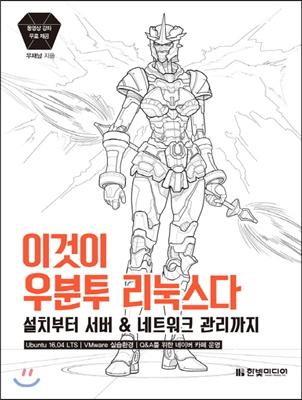 동영상 강좌
무료 제공
우재남 지음
이것이
우분투 리눅스다
설치부터 서버 & 네트워크 관리까지
Ubuntu 16.04 LTS | VMware 실습환경 | Q&A를 위한 네이버 카페 운영
한빛미디어